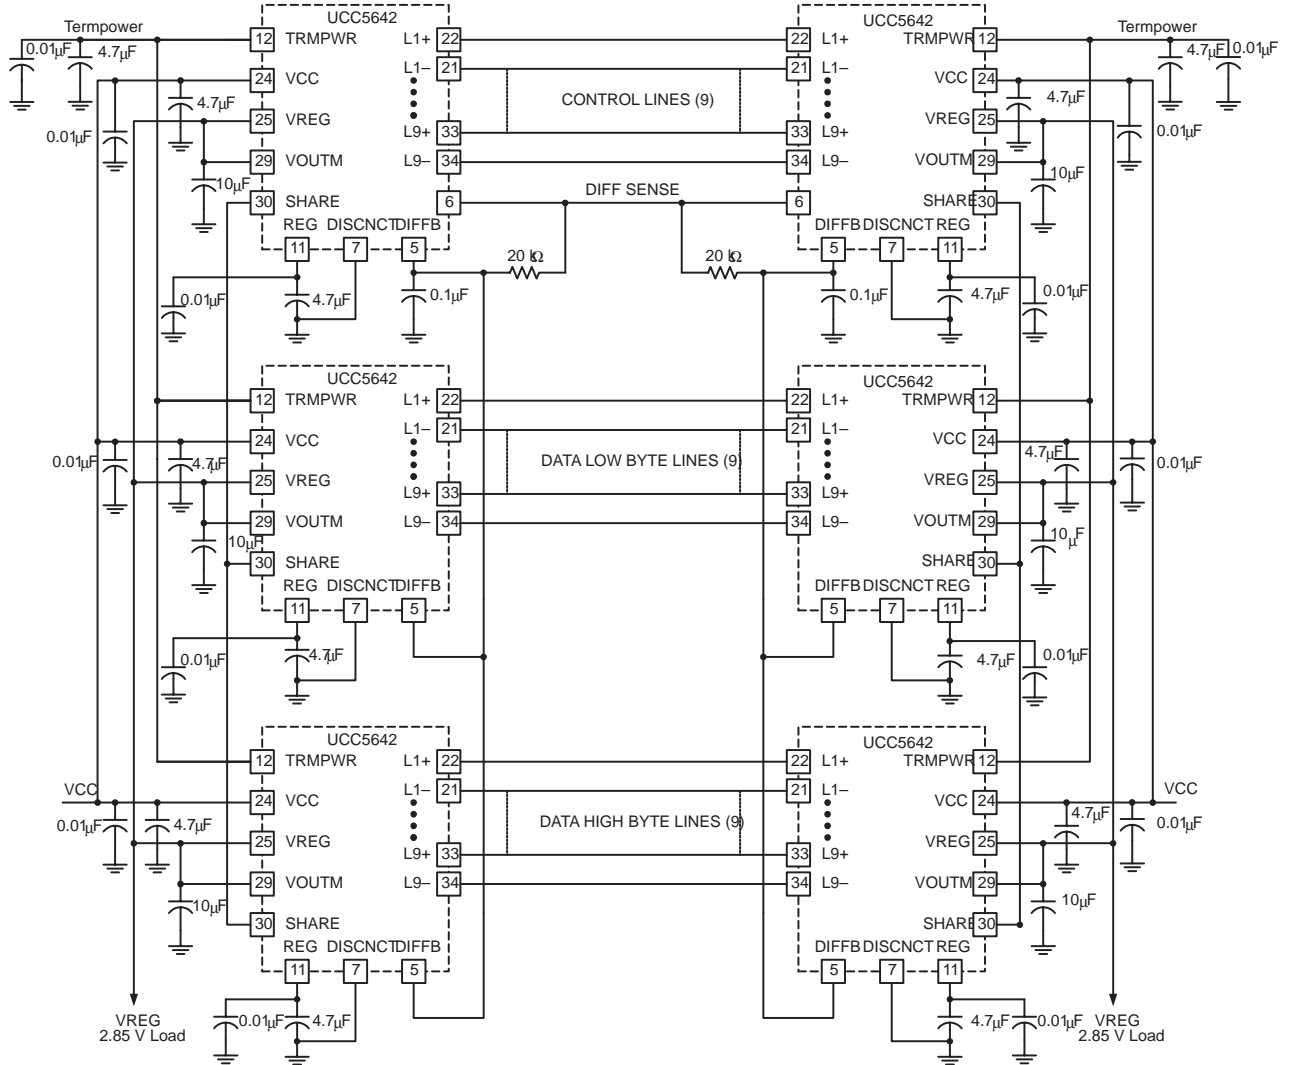 UCC5642 UCC5642
Termpower Termpower
12 TRMPWR L1+ 22 22 L1+ TRMPWR 12
0.01µF 4.7µF 4.7µF 0.01µF
24 VCC L1– 21 21 L1– VCC 24
4.7µF CONTROL LINES (9) 4.7µF
25 VREG VREG 25
0.01µF L9+ 33 33 L9+ 0.01µF
29 VOUTM L9– 34 34 L9– VOUTM 29
10µF DIFF SENSE 10µF
30 SHARE 6 6 SHARE 30
REG DISCNCT DIFFB DIFFB DISCNCT REG
11 7 5 5 7 11
20 kΩ 20 kΩ
0.01µF 4.7µF 0.1µF 0.1µF 4.7µF 0.01µF
UCC5642 UCC5642
12 TRMPWR L1+ 22 22 L1+ TRMPWR 12
24 VCC L1– 21 21 L1– VCC 24
0.01µF 4.7µF DATA LOW BYTE LINES (9) 4.7µF 0.01µF
25 VREG VREG 25
L9+ 33 33 L9+
29 VOUTM L9– 34 34 L9– VOUTM 29
10µF 10µF
30 SHARE SHARE 30
REG DISCNCT DIFFB DIFFB DISCNCT REG
11 7 5 5 7 11
0.01µF 4.7µF 4.7µF 0.01µF
UCC5642 UCC5642
12 TRMPWR L1+ 22 22 L1+ TRMPWR 12
VCC VCC
24 VCC L1– 21 21 L1– VCC 24
0.01µF 4.7µF DATA HIGH BYTE LINES (9) 4.7µF 0.01µF
25 VREG VREG 25
L9+ 33 33 L9+
29 VOUTM L9– 34 34 L9– VOUTM 29
10µF 10µF
30 SHARE SHARE 30
REG DISCNCT DIFFB DIFFB DISCNCT REG
11 7 5 5 7 11
0.01µF 4.7µF 4.7µF 0.01µF
VREG VREG
2.85 V Load 2.85 V Load